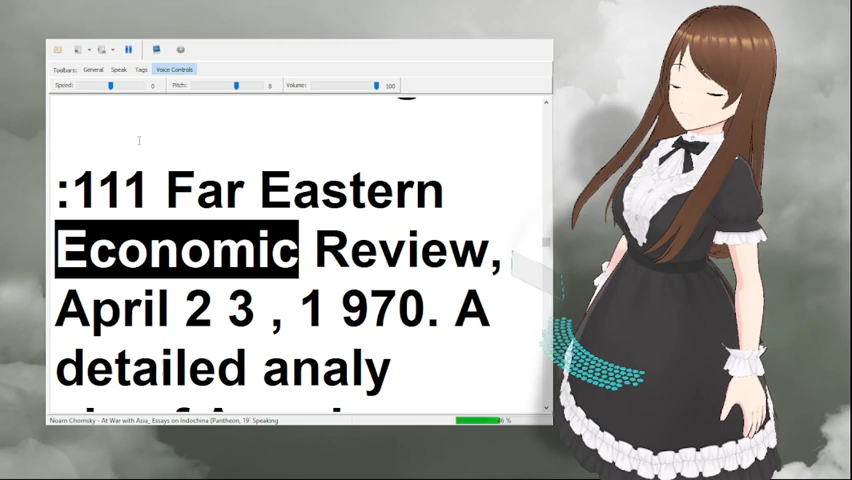 Toolbars: General Speak Tags Voice Controls
Speed: 0 Pitch: 8 Volume: 100
:111 Far Eastern
Economic Review,
April 2 3 , 1 970. A
detailed analy
Noam Chomsky - At War with Asia_ Essays on Indochina (Pantheon, 19 Speaking